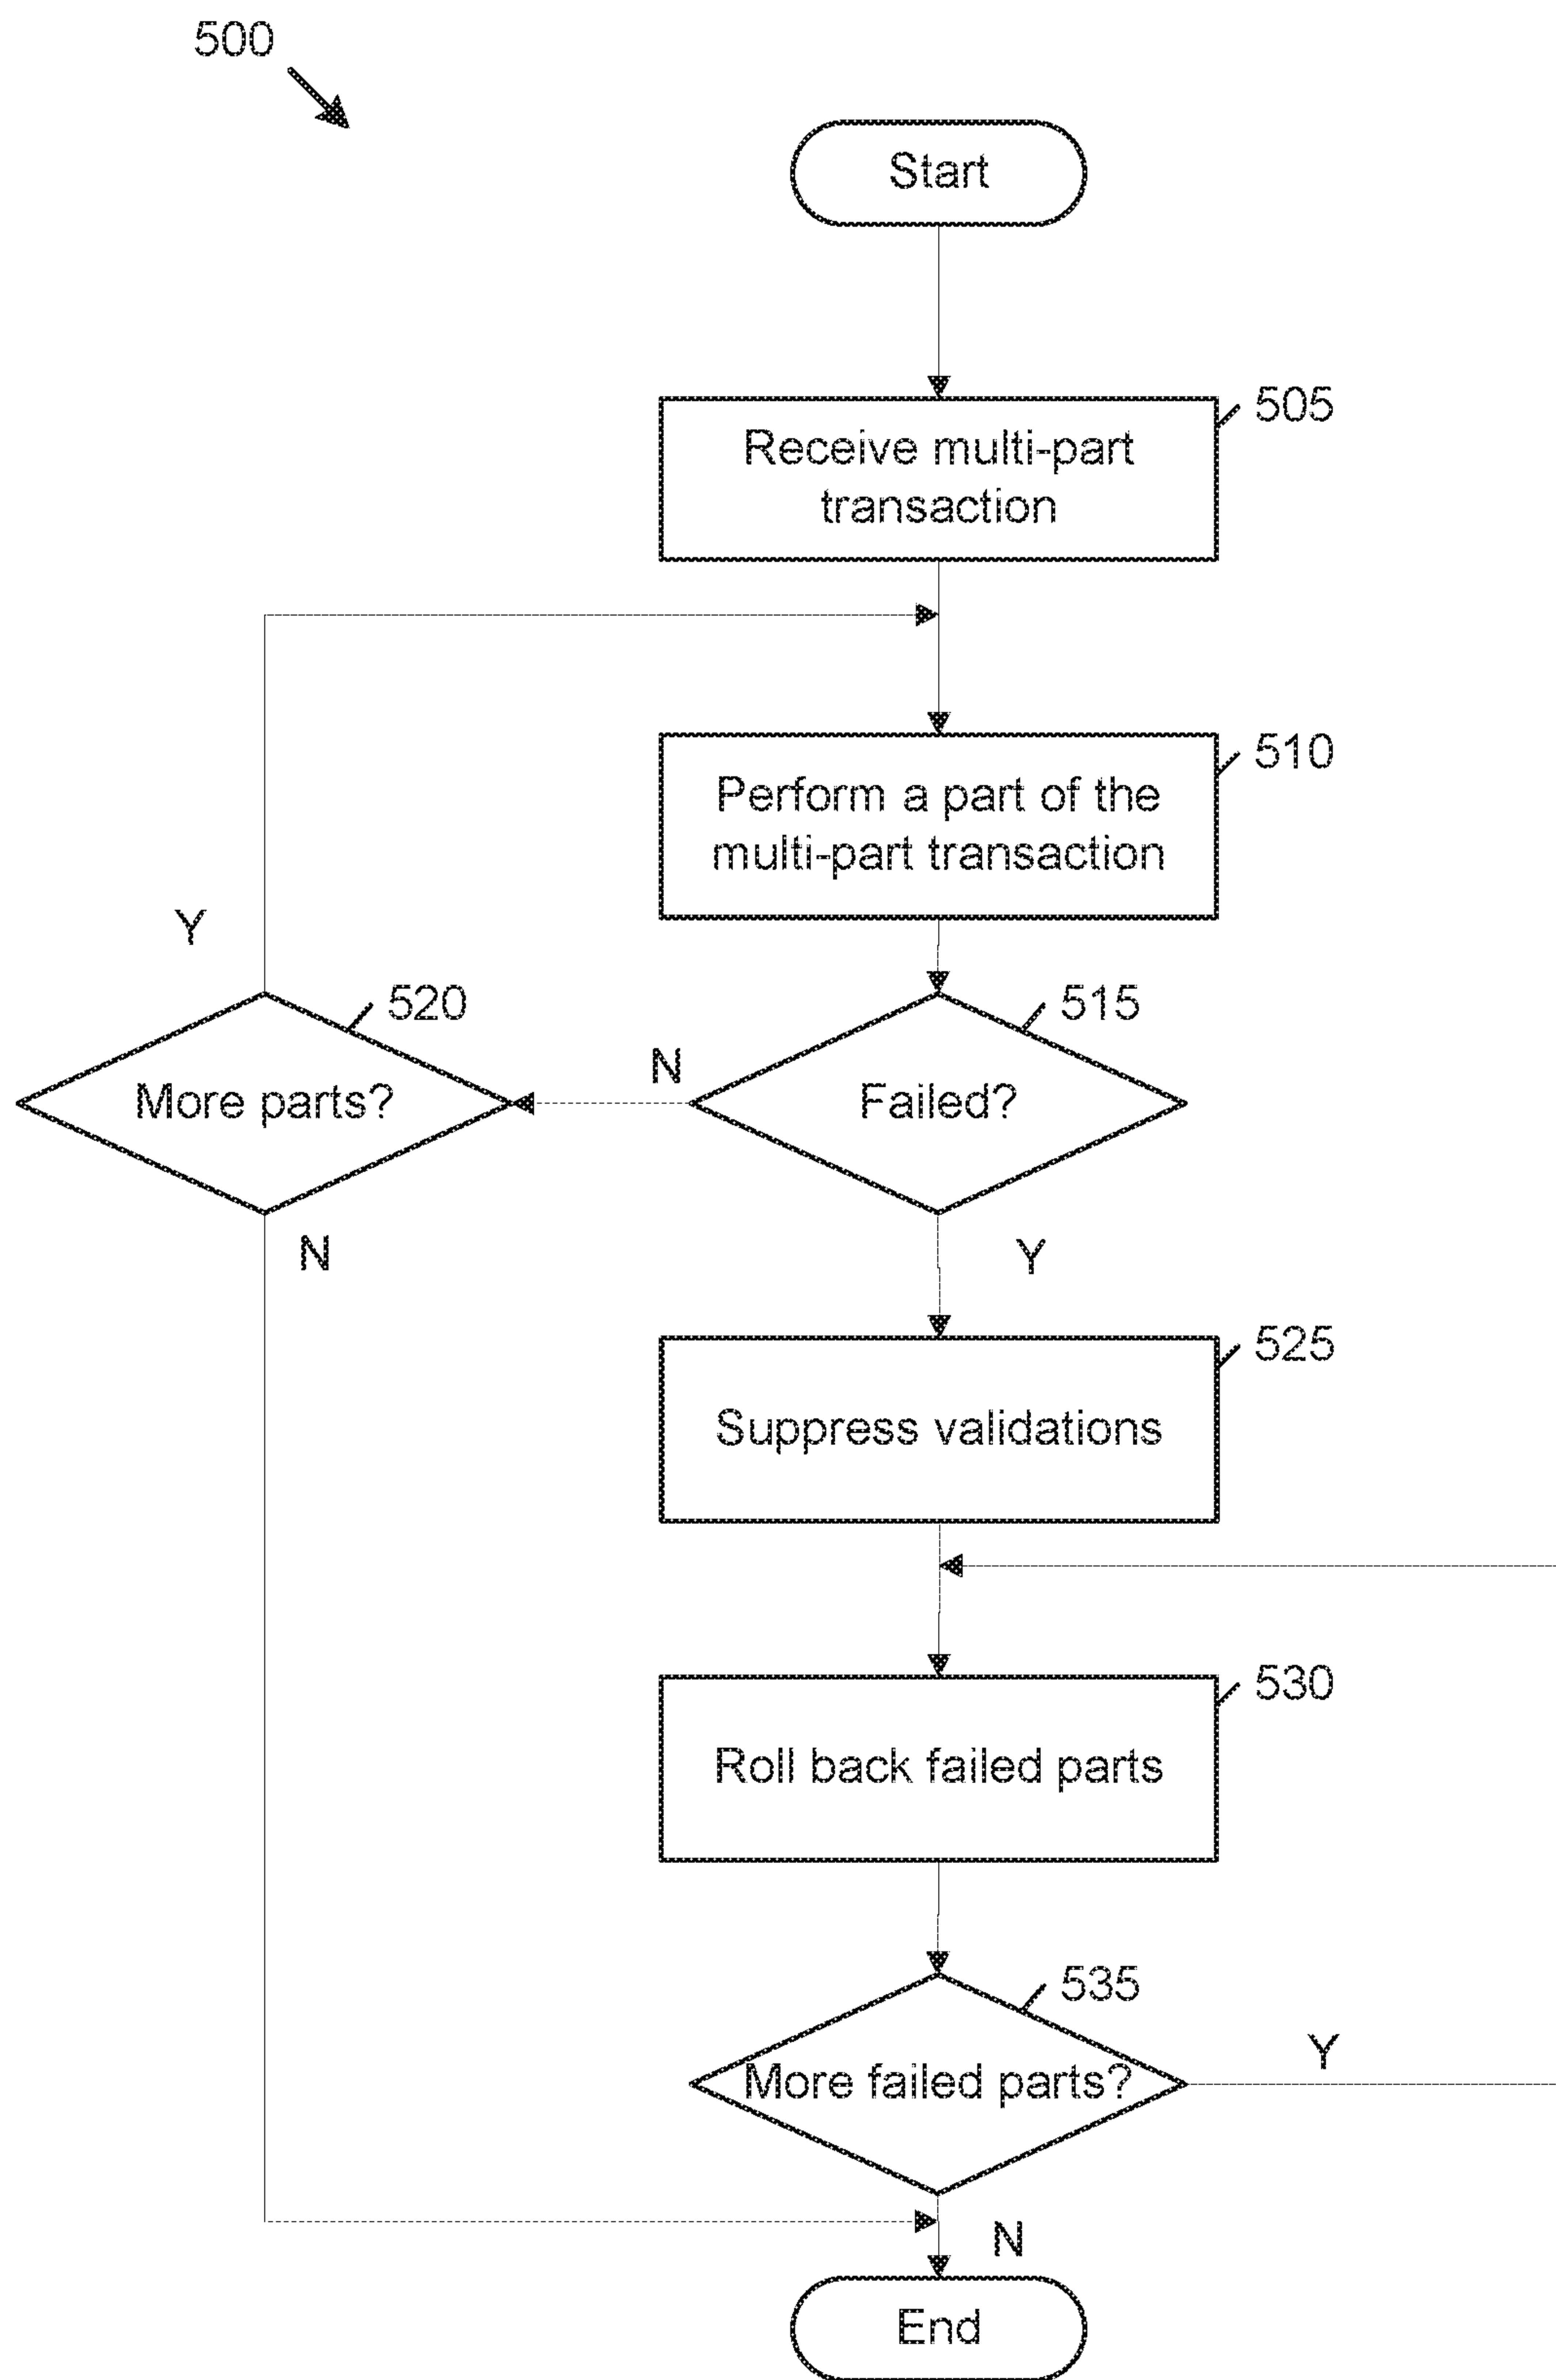 500
Start
505
Receive multi-part
transaction
510
Perform a part of the
multi-part transaction
Y
520
More parts?
N
515
Failed?
N
Y
525
Suppress validations
530
Roll back failed parts
535
More failed parts?
Y
N
End